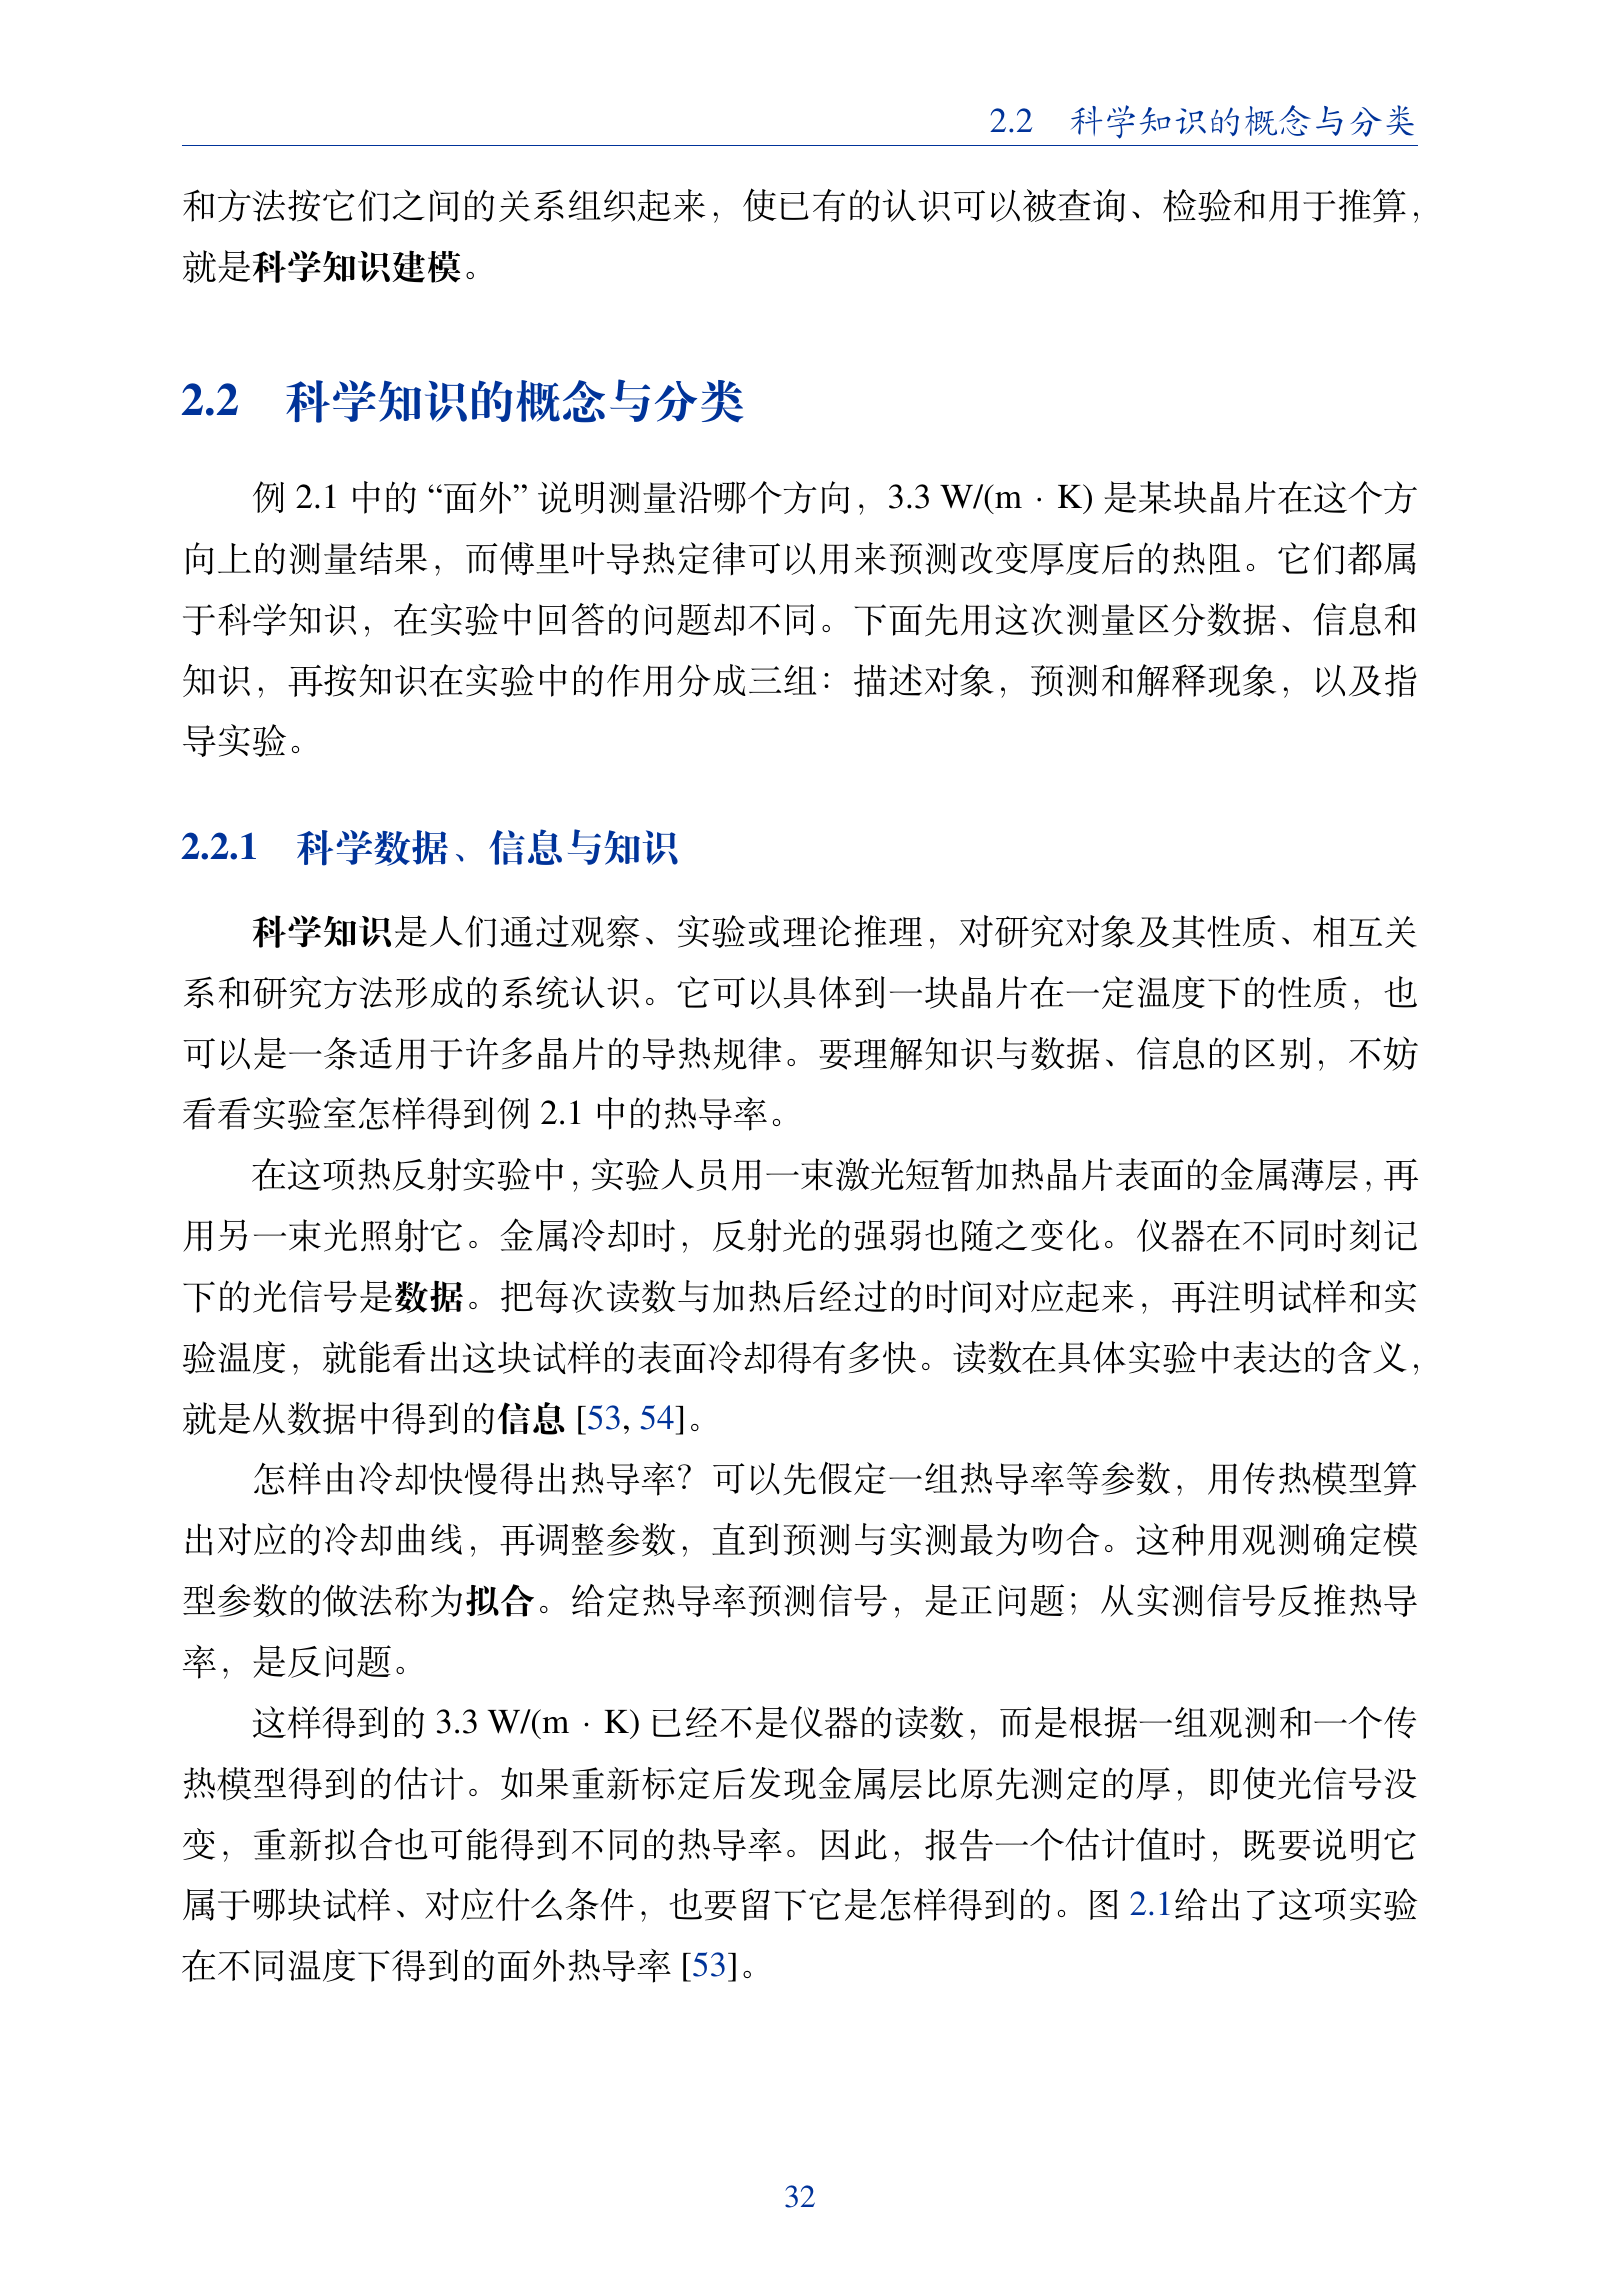 2.2 科学知识的概念与分类
和方法按它们之间的关系组织起来，使已有的认识可以被查询、检验和用于推算，
就是科学知识建模。
2.2 科学知识的概念与分类
例 2.1 中的 “面外” 说明测量沿哪个方向，3.3 W/(m · K) 是某块晶片在这个方
向上的测量结果，而傅里叶导热定律可以用来预测改变厚度后的热阻。它们都属
于科学知识，在实验中回答的问题却不同。下面先用这次测量区分数据、信息和
知识，再按知识在实验中的作用分成三组：描述对象，预测和解释现象，以及指
导实验。
2.2.1 科学数据、信息与知识
科学知识是人们通过观察、实验或理论推理，对研究对象及其性质、相互关
系和研究方法形成的系统认识。它可以具体到一块晶片在一定温度下的性质，也
可以是一条适用于许多晶片的导热规律。要理解知识与数据、信息的区别，不妨
看看实验室怎样得到例 2.1 中的热导率。
在这项热反射实验中，实验人员用一束激光短暂加热晶片表面的金属薄层，再
用另一束光照射它。金属冷却时，反射光的强弱也随之变化。仪器在不同时刻记
下的光信号是数据。把每次读数与加热后经过的时间对应起来，再注明试样和实
验温度，就能看出这块试样的表面冷却得有多快。读数在具体实验中表达的含义，
就是从数据中得到的信息 [53, 54]。
怎样由冷却快慢得出热导率？可以先假定一组热导率等参数，用传热模型算
出对应的冷却曲线，再调整参数，直到预测与实测最为吻合。这种用观测确定模
型参数的做法称为拟合。给定热导率预测信号，是正问题；从实测信号反推热导
率，是反问题。
这样得到的 3.3 W/(m · K) 已经不是仪器的读数，而是根据一组观测和一个传
热模型得到的估计。如果重新标定后发现金属层比原先测定的厚，即使光信号没
变，重新拟合也可能得到不同的热导率。因此，报告一个估计值时，既要说明它
属于哪块试样、对应什么条件，也要留下它是怎样得到的。图 2.1给出了这项实验
在不同温度下得到的面外热导率 [53]。
32